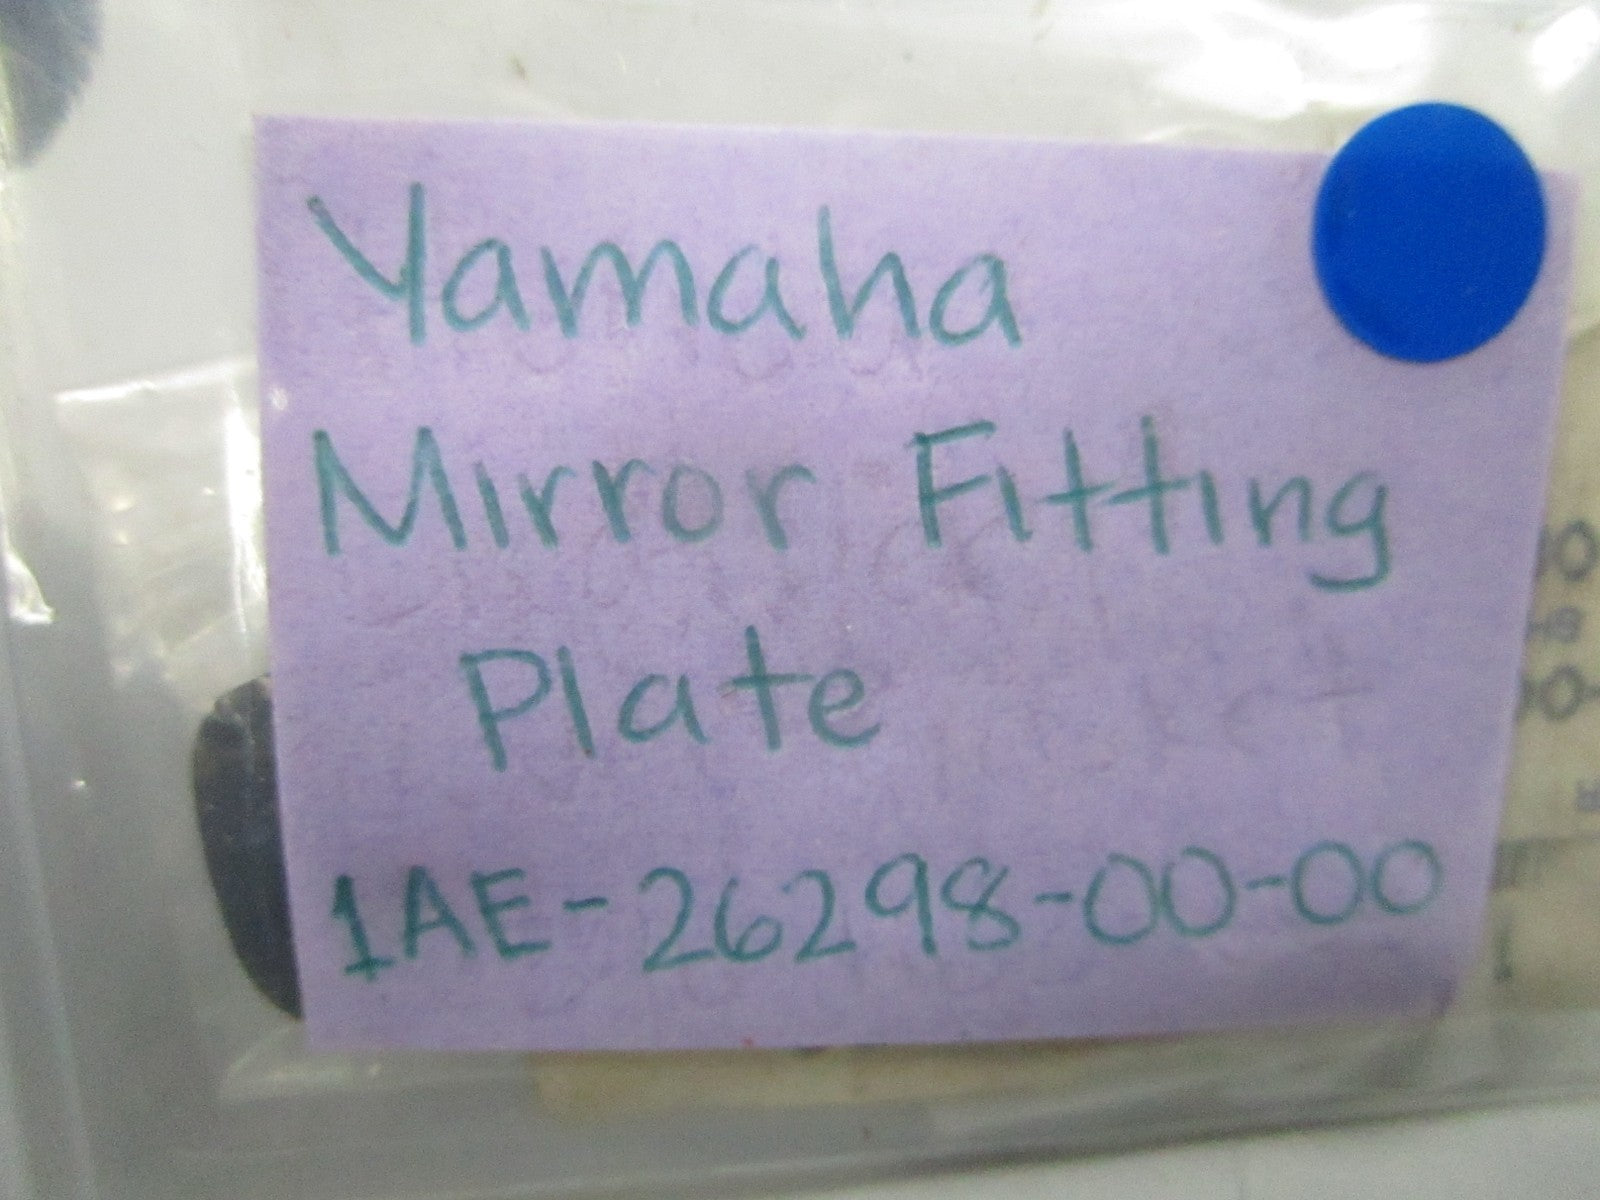 Yamaha
Mirror Fitting
Plate
1AE-26298-00-00